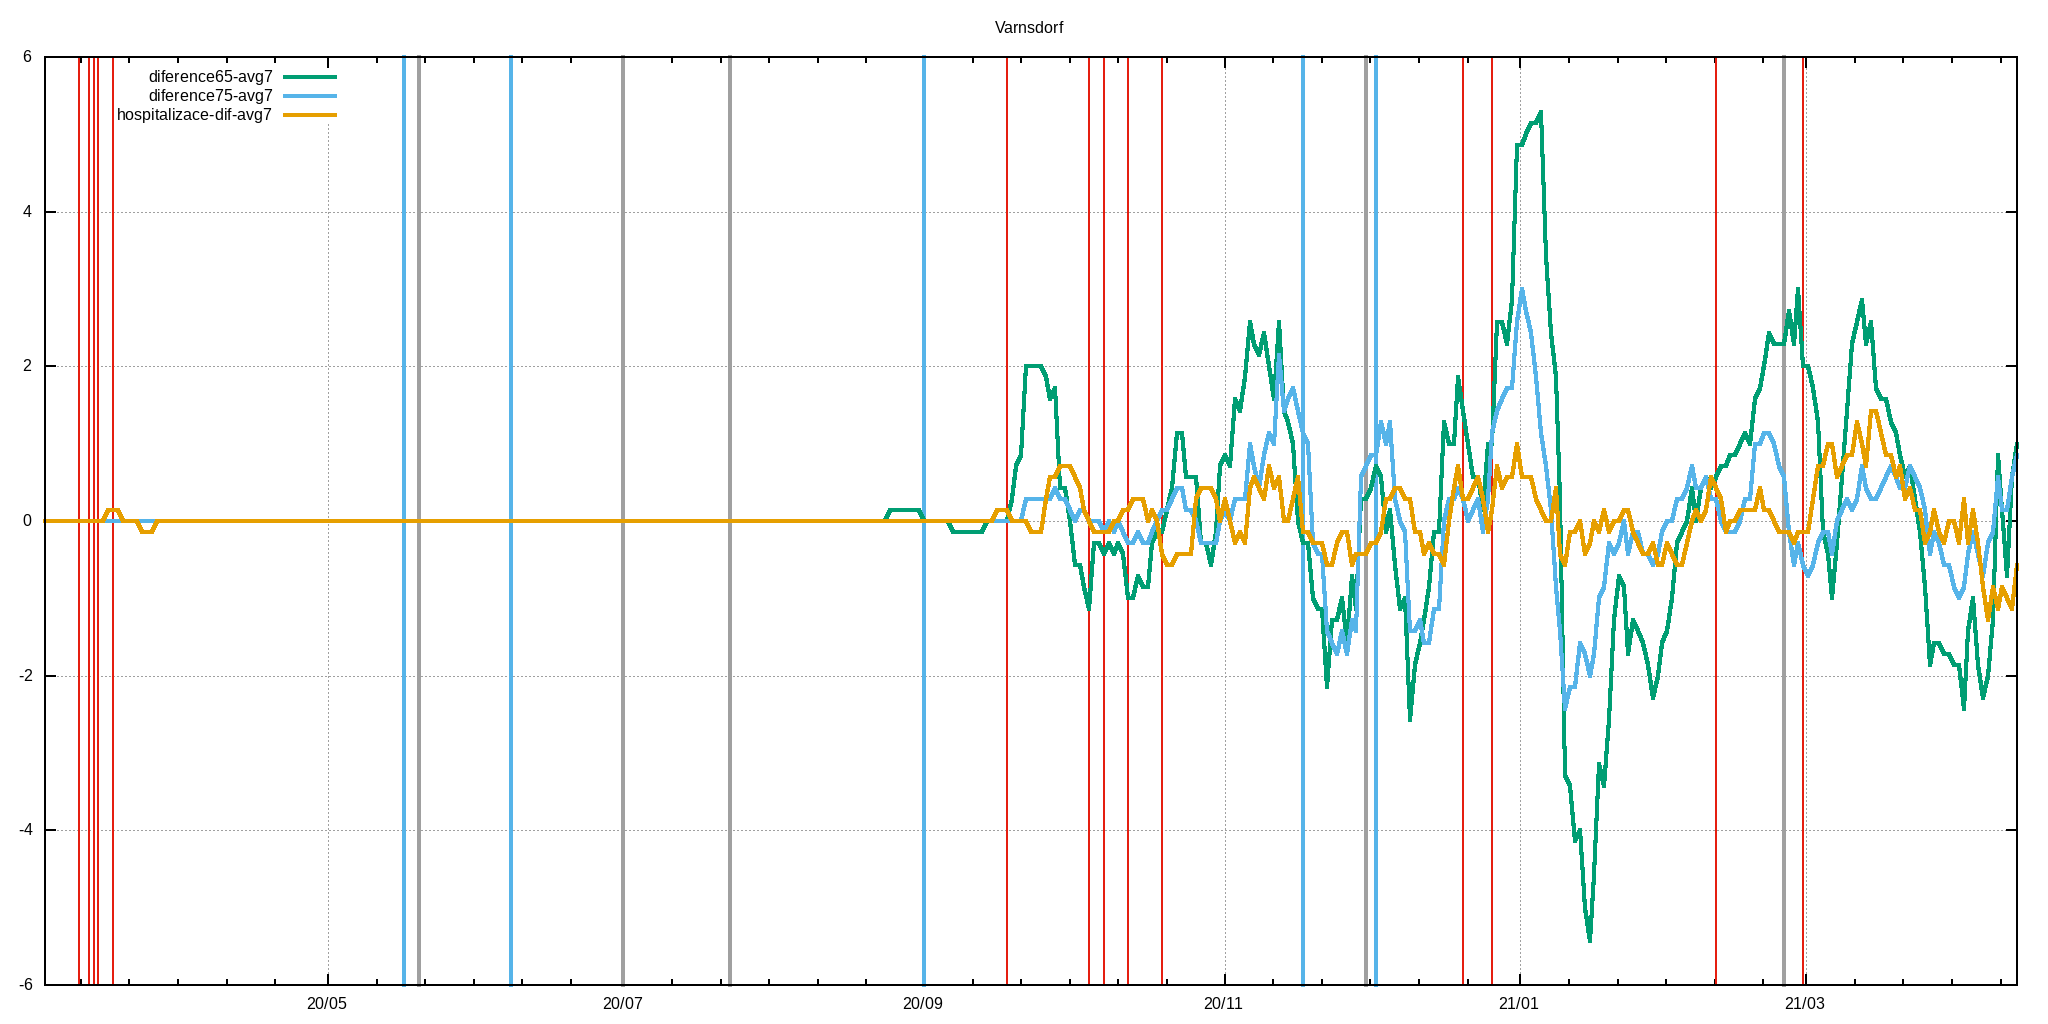 Varnsdorf
6
diference65-avg7
diference75-avg7
hospitalizace-dif-avg7
4
2
0
-2
-4
-6
20/05 20/07 20/09 20/11 21/01 21/03